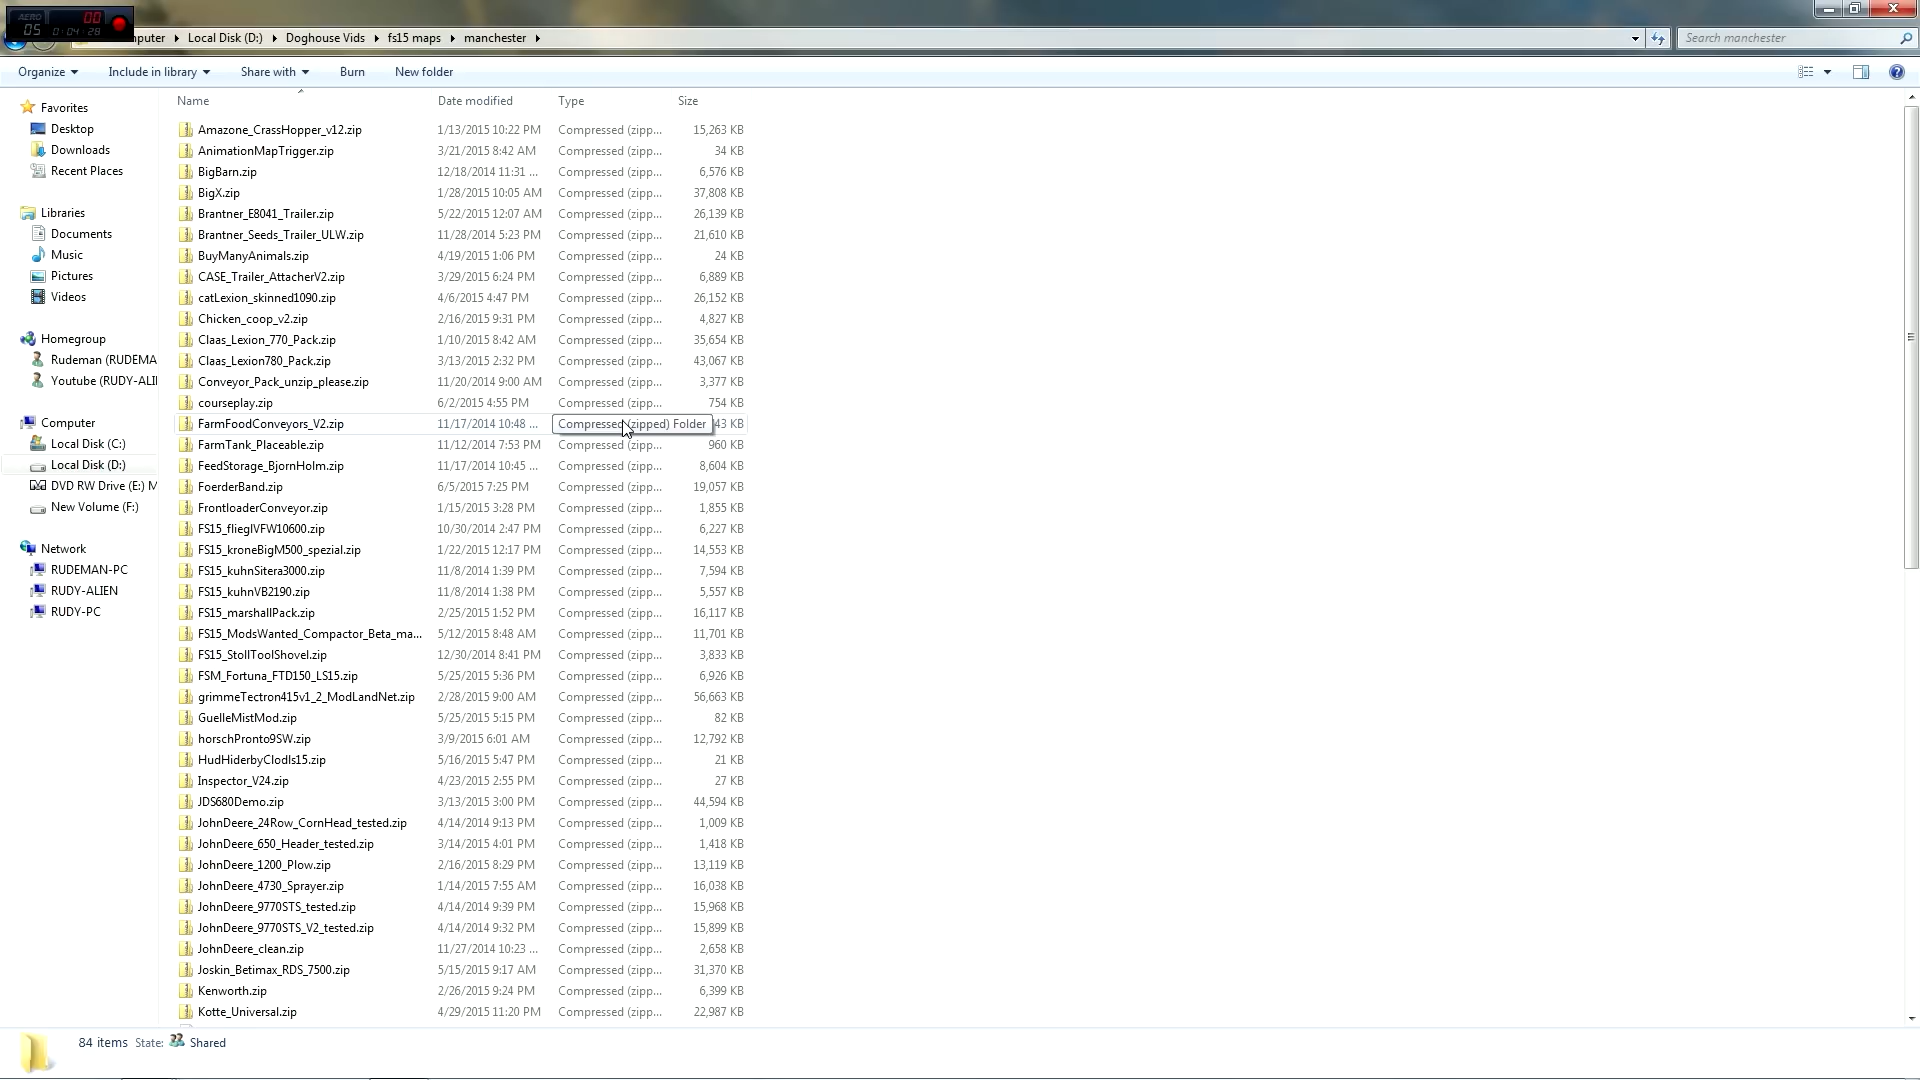 AERO 00
05 0:04:28
mputer Local Disk (D:) Doghouse Vids fs15 maps manchester Search manchester
Organize Include in library Share with Burn New folder
Favorites
Desktop
Downloads
Recent Places
Libraries
Documents
Music
Pictures
Videos
Homegroup
Rudeman (RUDEMA
Youtube (RUDY-ALI
Computer
Local Disk (C:)
Local Disk (D:)
DVD RW Drive (E:) M
New Volume (F:)
Network
RUDEMAN-PC
RUDY-ALIEN
RUDY-PC
Name Date modified Type Size
Amazone_CrassHopper_v12.zip 1/13/2015 10:22 PM Compressed (zipp... 15,263 KB
AnimationMapTrigger.zip 3/21/2015 8:42 AM Compressed (zipp... 34 KB
BigBarn.zip 12/18/2014 11:31 ... Compressed (zipp... 6,576 KB
BigX.zip 1/28/2015 10:05 AM Compressed (zipp... 37,808 KB
Brantner_E8041_Trailer.zip 5/22/2015 12:07 AM Compressed (zipp... 26,139 KB
Brantner_Seeds_Trailer_ULW.zip 11/28/2014 5:23 PM Compressed (zipp... 21,610 KB
BuyManyAnimals.zip 4/19/2015 1:06 PM Compressed (zipp... 24 KB
CASE_Trailer_AttacherV2.zip 3/29/2015 6:24 PM Compressed (zipp... 6,889 KB
catLexion_skinned1090.zip 4/6/2015 4:47 PM Compressed (zipp... 26,152 KB
Chicken_coop_v2.zip 2/16/2015 9:31 PM Compressed (zipp... 4,827 KB
Claas_Lexion_770_Pack.zip 1/10/2015 8:42 AM Compressed (zipp... 35,654 KB
Claas_Lexion780_Pack.zip 3/13/2015 2:32 PM Compressed (zipp... 43,067 KB
Conveyor_Pack_unzip_please.zip 11/20/2014 9:00 AM Compressed (zipp... 3,377 KB
courseplay.zip 6/2/2015 4:55 PM Compressed (zipp... 754 KB
FarmFoodConveyors_V2.zip 11/17/2014 10:48 ... Compressed (zipped) Folder 43 KB
FarmTank_Placeable.zip 11/12/2014 7:53 PM Compressed (zipp... 960 KB
FeedStorage_BjornHolm.zip 11/17/2014 10:45 ... Compressed (zipp... 8,604 KB
FoerderBand.zip 6/5/2015 7:25 PM Compressed (zipp... 19,057 KB
FrontloaderConveyor.zip 1/15/2015 3:28 PM Compressed (zipp... 1,855 KB
FS15_flieglVFW10600.zip 10/30/2014 2:47 PM Compressed (zipp... 6,227 KB
FS15_kroneBigM500_spezial.zip 1/22/2015 12:17 PM Compressed (zipp... 14,553 KB
FS15_kuhnSitera3000.zip 11/8/2014 1:39 PM Compressed (zipp... 7,594 KB
FS15_kuhnVB2190.zip 11/8/2014 1:38 PM Compressed (zipp... 5,557 KB
FS15_marshallPack.zip 2/25/2015 1:52 PM Compressed (zipp... 16,117 KB
FS15_ModsWanted_Compactor_Beta_ma... 5/12/2015 8:48 AM Compressed (zipp... 11,701 KB
FS15_StollToolShovel.zip 12/30/2014 8:41 PM Compressed (zipp... 3,833 KB
FSM_Fortuna_FTD150_LS15.zip 5/25/2015 5:36 PM Compressed (zipp... 6,926 KB
grimmeTectron415v1_2_ModLandNet.zip 2/28/2015 9:00 AM Compressed (zipp... 56,663 KB
GuelleMistMod.zip 5/25/2015 5:15 PM Compressed (zipp... 82 KB
horschPronto9SW.zip 3/9/2015 6:01 AM Compressed (zipp... 12,792 KB
HudHiderbyClodls15.zip 5/16/2015 5:47 PM Compressed (zipp... 21 KB
Inspector_V24.zip 4/23/2015 2:55 PM Compressed (zipp... 27 KB
JDS680Demo.zip 3/13/2015 3:00 PM Compressed (zipp... 44,594 KB
JohnDeere_24Row_CornHead_tested.zip 4/14/2014 9:13 PM Compressed (zipp... 1,009 KB
JohnDeere_650_Header_tested.zip 3/14/2015 4:01 PM Compressed (zipp... 1,418 KB
JohnDeere_1200_Plow.zip 2/16/2015 8:29 PM Compressed (zipp... 13,119 KB
JohnDeere_4730_Sprayer.zip 1/14/2015 7:55 AM Compressed (zipp... 16,038 KB
JohnDeere_9770STS_tested.zip 4/14/2014 9:39 PM Compressed (zipp... 15,968 KB
JohnDeere_9770STS_V2_tested.zip 4/14/2014 9:32 PM Compressed (zipp... 15,899 KB
JohnDeere_clean.zip 11/27/2014 10:23 ... Compressed (zipp... 2,658 KB
Joskin_Betimax_RDS_7500.zip 5/15/2015 9:17 AM Compressed (zipp... 31,370 KB
Kenworth.zip 2/26/2015 9:24 PM Compressed (zipp... 6,399 KB
Kotte_Universal.zip 4/29/2015 11:20 PM Compressed (zipp... 22,987 KB
84 items State: Shared